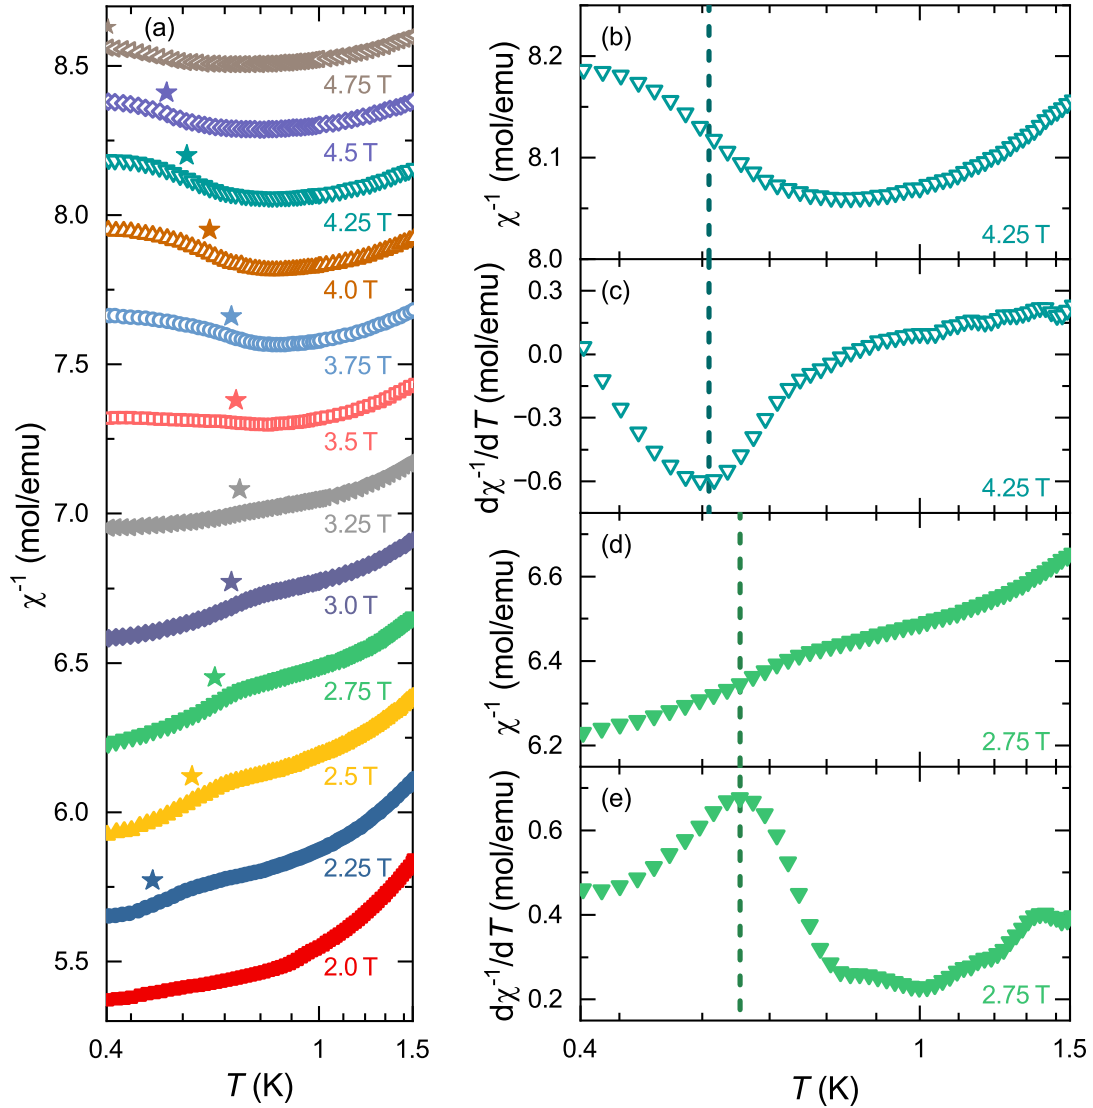 (a)
8.5
8.0
7.5
7.0
6.5
6.0
5.5
χ⁻¹ (mol/emu)
4.75 T
4.5 T
4.25 T
4.0 T
3.75 T
3.5 T
3.25 T
3.0 T
2.75 T
2.5 T
2.25 T
2.0 T
0.4
1
1.5
T (K)
(b)
8.2
8.1
8.0
χ⁻¹ (mol/emu)
4.25 T
(c)
0.3
0.0
−0.3
−0.6
dχ⁻¹/dT (mol/emu)
4.25 T
(d)
6.6
6.4
6.2
χ⁻¹ (mol/emu)
2.75 T
(e)
0.6
0.4
0.2
dχ⁻¹/dT (mol/emu)
2.75 T
0.4
1
1.5
T (K)